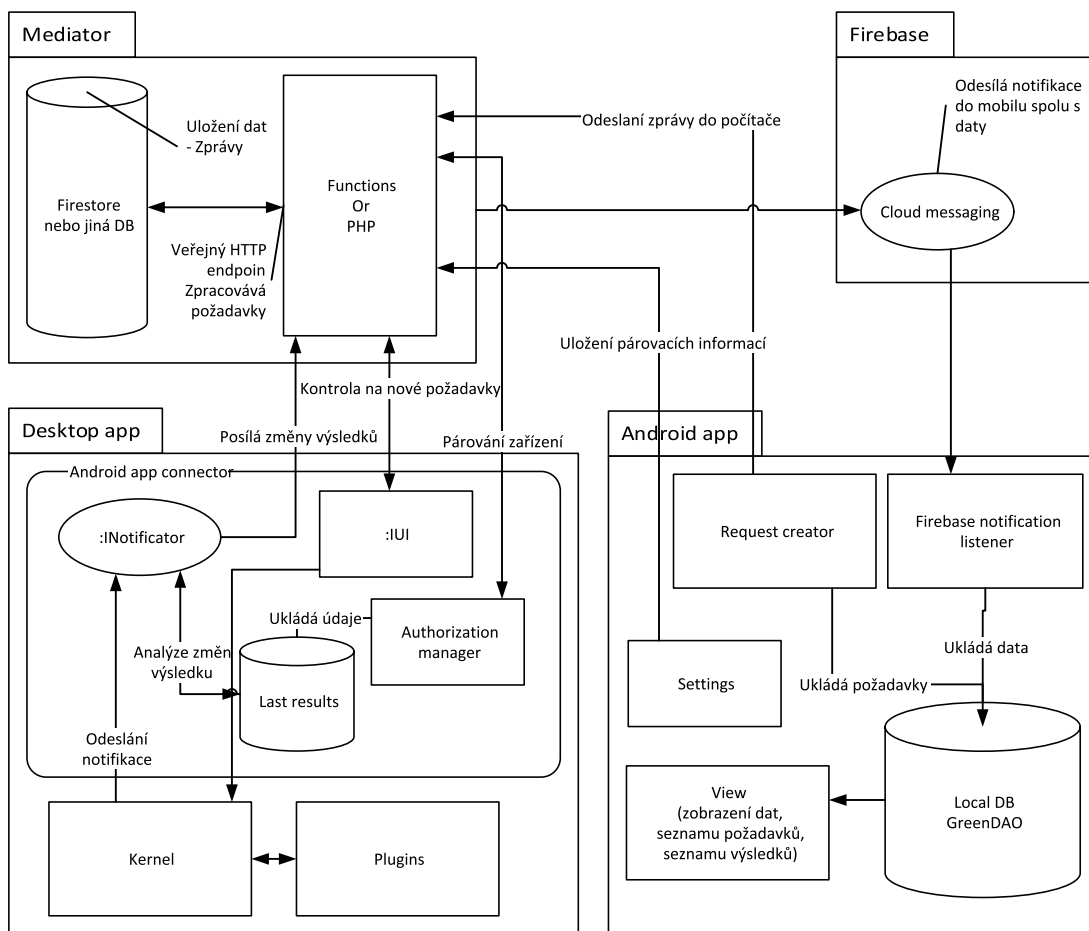 Mediator
Uložení dat
- Zprávy
Firestore
nebo jiná DB
Functions
Or
PHP
Veřejný HTTP
endpoin
Zpracovává
požadavky
Firebase
Odesílá notifikace
do mobilu spolu s
daty
Cloud messaging
Odeslaní zprávy do počítače
Uložení párovacích informací
Kontrola na nové požadavky
Posílá změny výsledků
Párování zařízení
Desktop app
Android app connector
:INotificator
:IUI
Ukládá údaje
Authorization
manager
Analýze změn
výsledku
Last results
Odeslání
notifikace
Kernel
Plugins
Android app
Request creator
Firebase notification
listener
Settings
Ukládá data
Ukládá požadavky
View
(zobrazení dat,
seznamu požadavků,
seznamu výsledků)
Local DB
GreenDAO